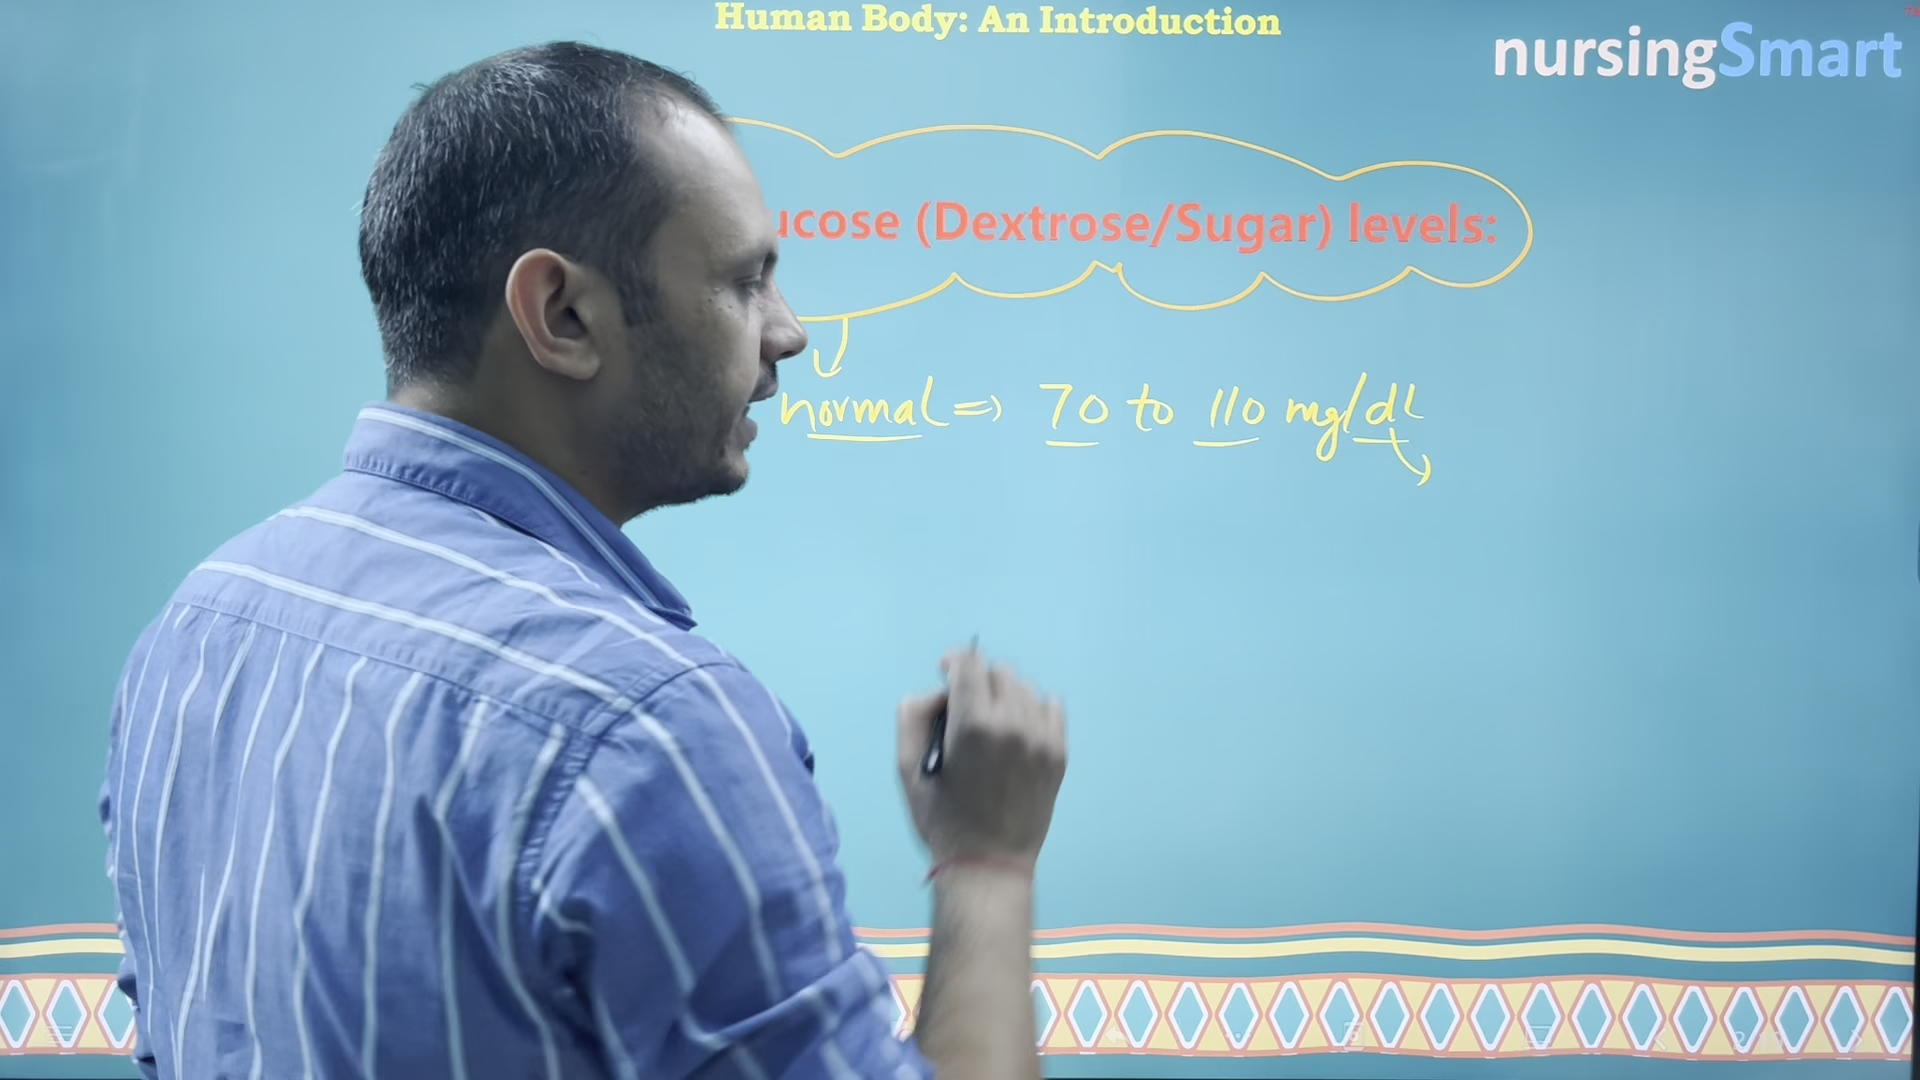 Human Body: An Introduction
nursingSmart
ucose (Dextrose/Sugar) levels:
normal => 70 to 110 mg/dl